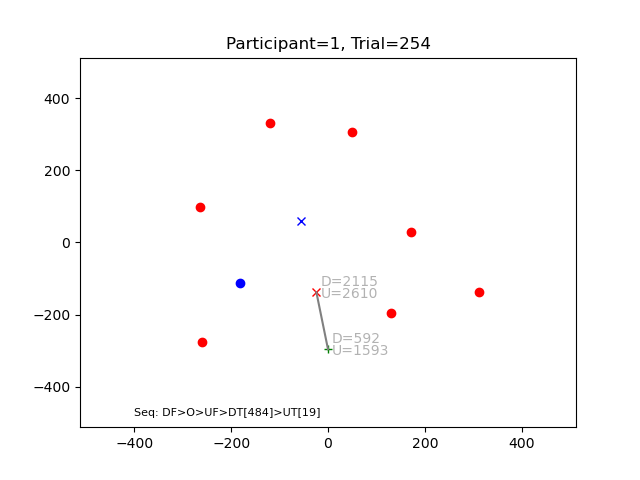 Participant=1, Trial=254
400
200
0
−200
−400
D=2115
U=2610
D=592
U=1593
Seq: DF>O>UF>DT[484]>UT[19]
−400
−200
0
200
400